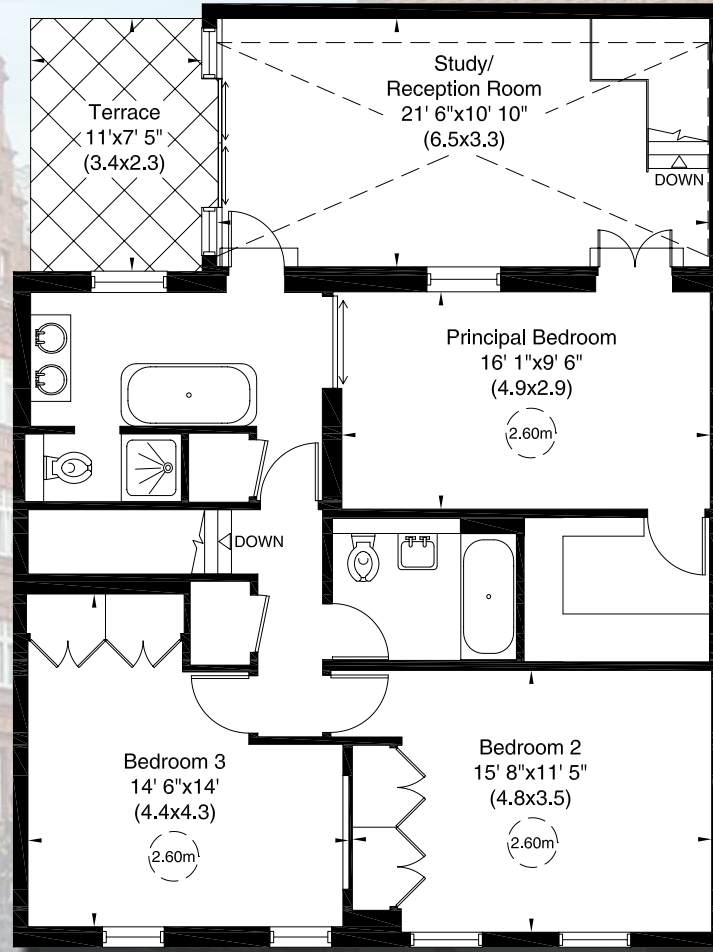 Study/
Reception Room
21' 6"x10' 10"
(6.5x3.3)
Terrace
11'x7' 5"
(3.4x2.3)
DOWN
Principal Bedroom
16' 1"x9' 6"
(4.9x2.9)
2.60m
DOWN
Bedroom 3
14' 6"x14'
(4.4x4.3)
2.60m
Bedroom 2
15' 8"x11' 5"
(4.8x3.5)
2.60m